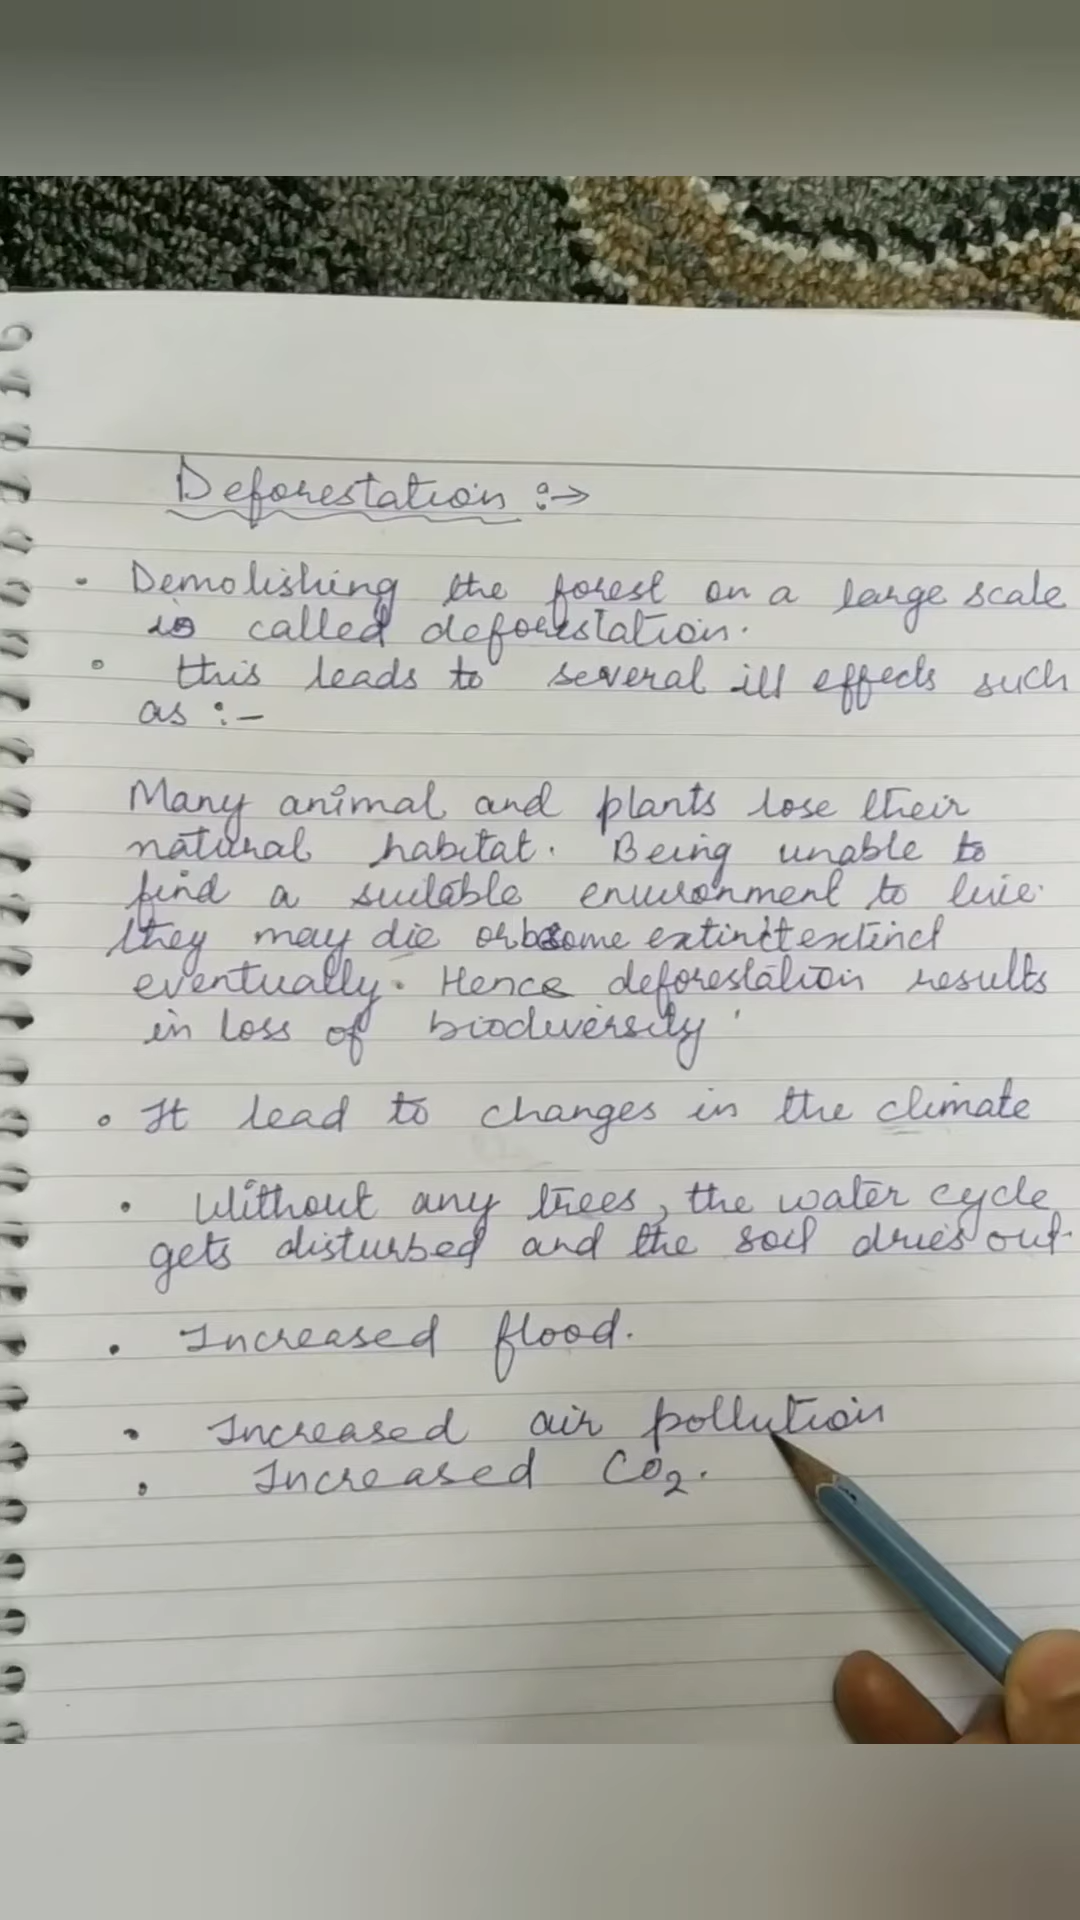 Deforestation :→
• Demolishing the forest on a large scale
is called deforestation.
• this leads to several ill effects such
as :-
Many animal and plants lose their
natural habitat. Being unable to
find a suitable environment to live.
they may die or become extinct extinct
eventually. Hence deforestation results
in loss of biodiversity '
• It lead to changes in the climate
• Without any trees, the water cycle
gets disturbed and the soil dries out.
• Increased flood.
• Increased air pollution
• Increased CO₂.